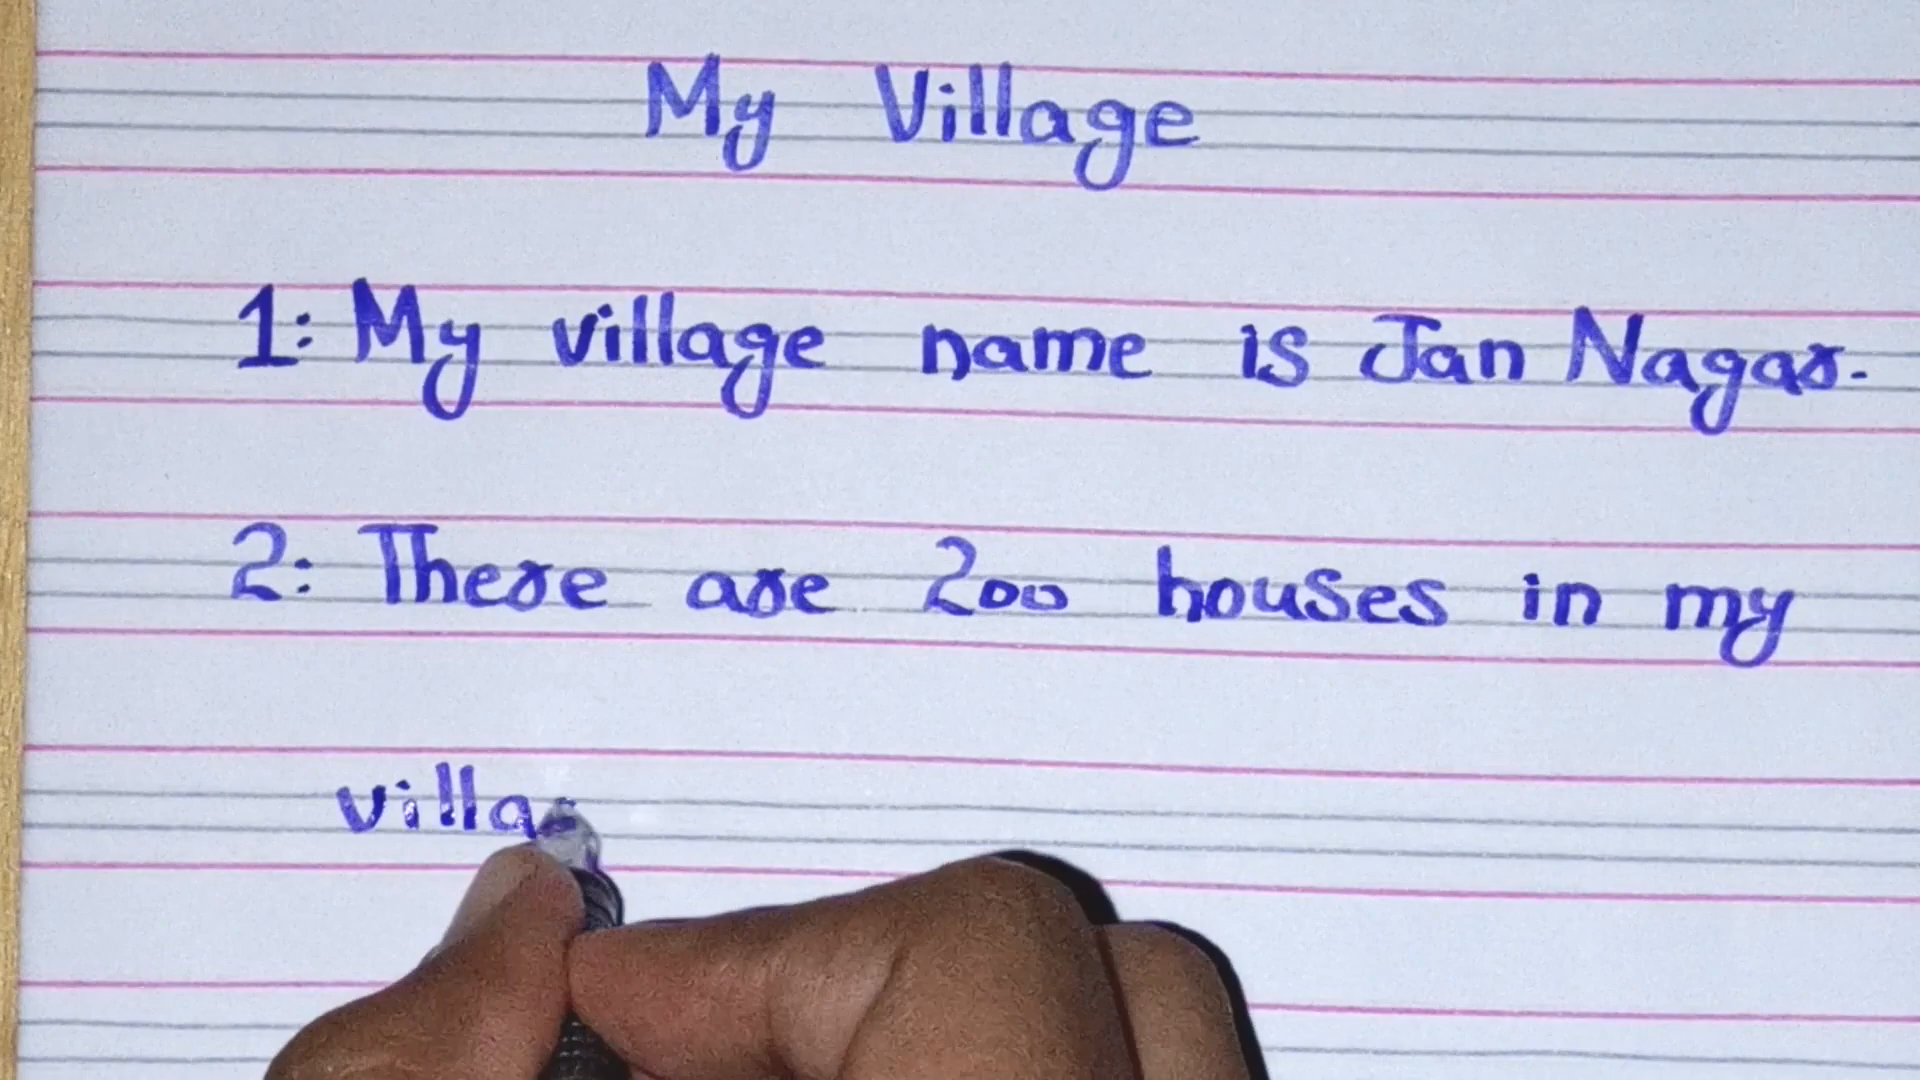 My Village
1: My village name is Jan Nagar.
2: There are 200 houses in my
villa